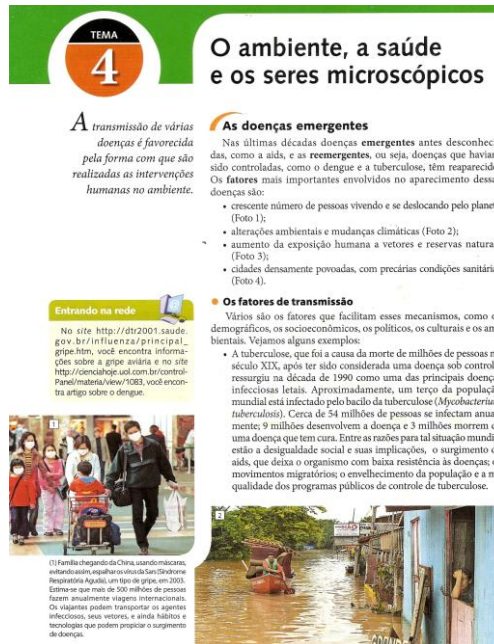 TEMA
4
O ambiente, a saúde
e os seres microscópicos
A transmissão de várias
doenças é favorecida
pela forma com que são
realizadas as intervenções
humanas no ambiente.
As doenças emergentes
Nas últimas décadas doenças emergentes antes desconheci
das, como a aids, e as reemergentes, ou seja, doenças que haviam
sido controladas, como o dengue e a tuberculose, têm reaparecido
Os fatores mais importantes envolvidos no aparecimento dessa
doenças são:
• crescente número de pessoas vivendo e se deslocando pelo planet
(Foto 1);
• alterações ambientais e mudanças climáticas (Foto 2);
• aumento da exposição humana a vetores e reservas natura
(Foto 3);
• cidades densamente povoadas, com precárias condições sanitária
(Foto 4).
Os fatores de transmissão
Vários são os fatores que facilitam esses mecanismos, como o
demográficos, os socioeconômicos, os políticos, os culturais e os am
bientais. Vejamos alguns exemplos:
• A tuberculose, que foi a causa da morte de milhões de pessoas n
século XIX, após ter sido considerada uma doença sob control
ressurgiu na década de 1990 como uma das principais doença
infecciosas letais. Aproximadamente, um terço da populaçã
mundial está infectado pelo bacilo da tuberculose (Mycobacteriu
tuberculosis). Cerca de 54 milhões de pessoas se infectam anua
mente; 9 milhões desenvolvem a doença e 3 milhões morrem d
uma doença que tem cura. Entre as razões para tal situação mundi
estão a desigualdade social e suas implicações, o surgimento d
aids, que deixa o organismo com baixa resistência às doenças; o
movimentos migratórios; o envelhecimento da população e a m
qualidade dos programas públicos de controle de tuberculose.
Entrando na rede
No site http://dtr2001.saude.
gov.br/influenza/principal_
gripe.htm, você encontra informa-
ções sobre a gripe aviária e no site
http://cienciahoje.uol.com.br/control-
Panel/materia/view/1083, você encon-
tra artigo sobre o dengue.
1
2
(1) Família chegando da China, usando máscaras,
evitando assim, espalhar os vírus da Sars (Síndrome
Respiratória Aguda), um tipo de gripe, em 2003.
Estima-se que mais de 500 milhões de pessoas
fazem anualmente viagens internacionais.
Os viajantes podem transportar os agentes
infecciosos, seus vetores, e ainda hábitos e
tecnologias que podem propiciar o surgimento
de doenças.